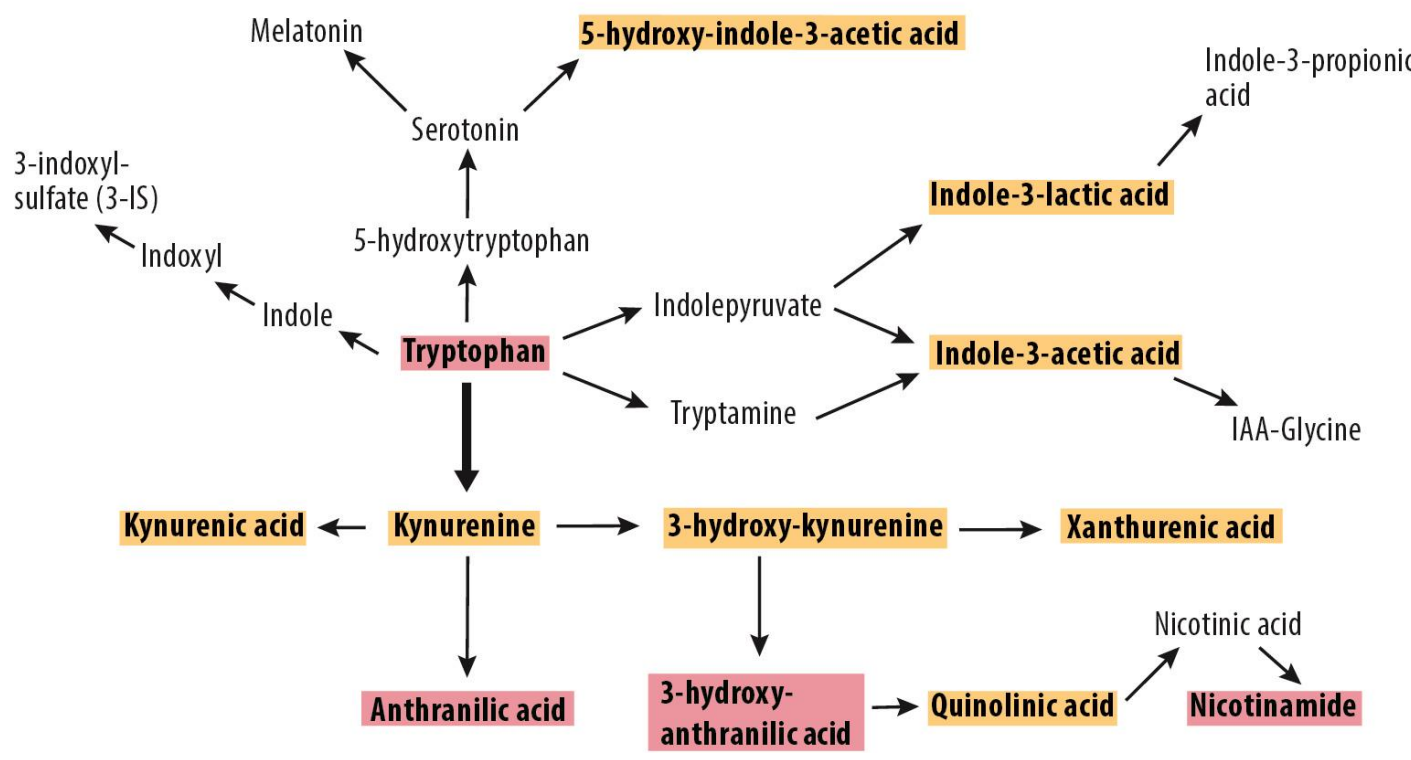 Melatonin
5-hydroxy-indole-3-acetic acid
Indole-3-propionic
acid
Serotonin
3-indoxyl-
sulfate (3-IS)
Indole-3-lactic acid
5-hydroxytryptophan
Indoxyl
Indole
Indolepyruvate
Tryptophan
Indole-3-acetic acid
Tryptamine
IAA-Glycine
Kynurenic acid
Kynurenine
3-hydroxy-kynurenine
Xanthurenic acid
Nicotinic acid
Anthranilic acid
3-hydroxy-
anthranilic acid
Quinolinic acid
Nicotinamide